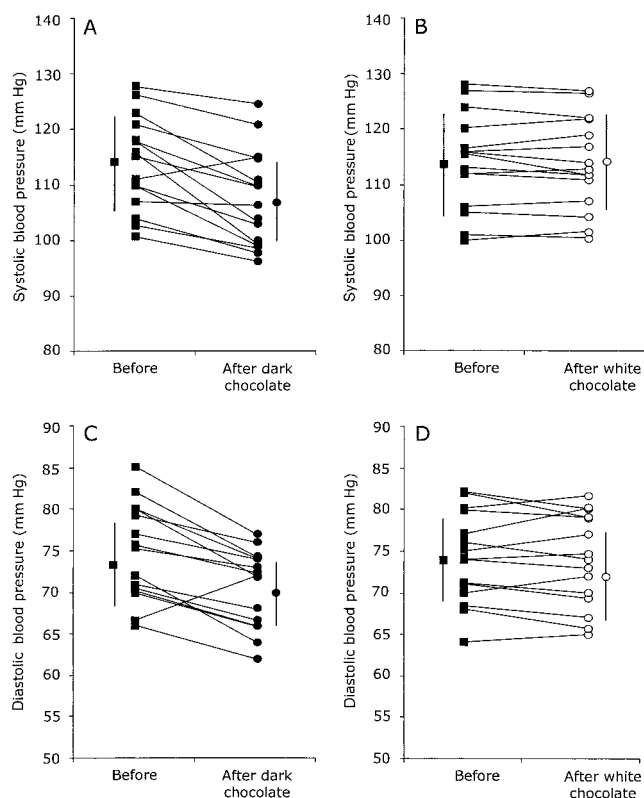 A
Systolic blood pressure (mm Hg)
140
130
120
110
100
90
80
Before
After dark
chocolate
B
Systolic blood pressure (mm Hg)
140
130
120
110
100
90
80
Before
After white
chocolate
C
Diastolic blood pressure (mm Hg)
90
85
80
75
70
65
60
55
50
Before
After dark
chocolate
D
Diastolic blood pressure (mm Hg)
90
85
80
75
70
65
60
55
50
Before
After white
chocolate